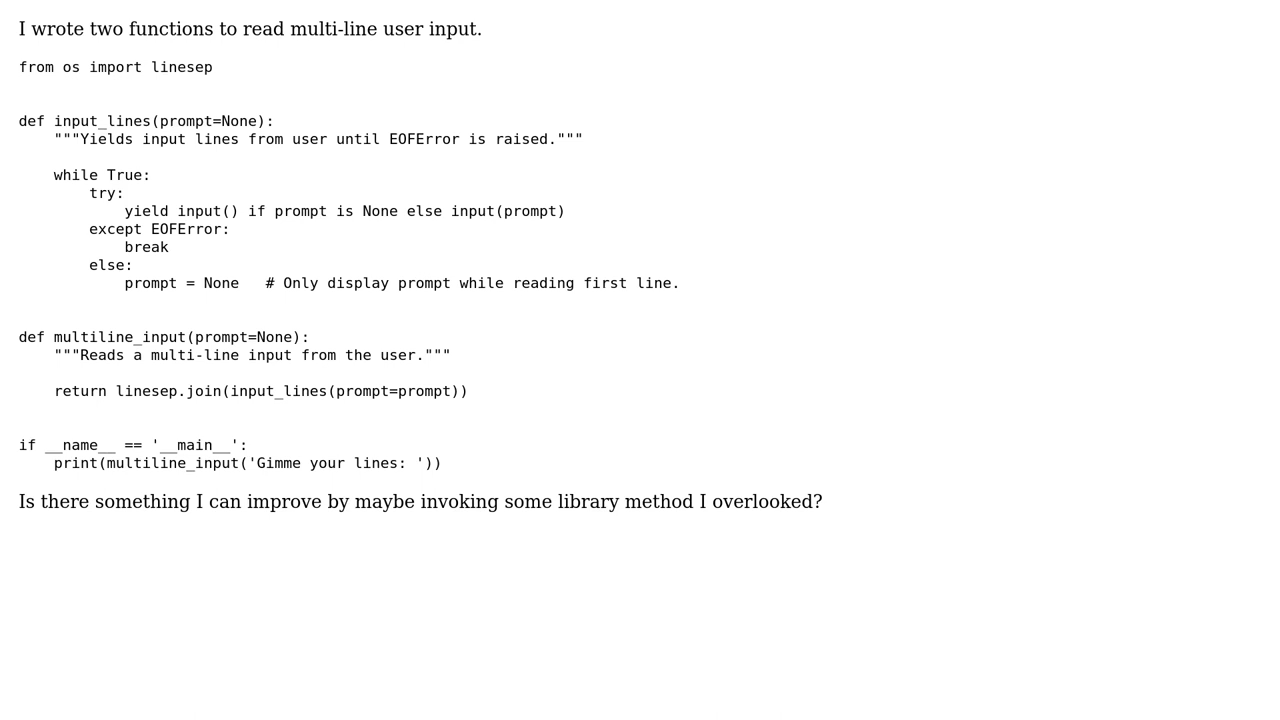 I wrote two functions to read multi-line user input.
from os import linesep
def input_lines(prompt=None):
    """Yields input lines from user until EOFError is raised."""
    while True:
        try:
            yield input() if prompt is None else input(prompt)
        except EOFError:
            break
        else:
            prompt = None   # Only display prompt while reading first line.
def multiline_input(prompt=None):
    """Reads a multi-line input from the user."""
    return linesep.join(input_lines(prompt=prompt))
if __name__ == '__main__':
    print(multiline_input('Gimme your lines: '))
Is there something I can improve by maybe invoking some library method I overlooked?